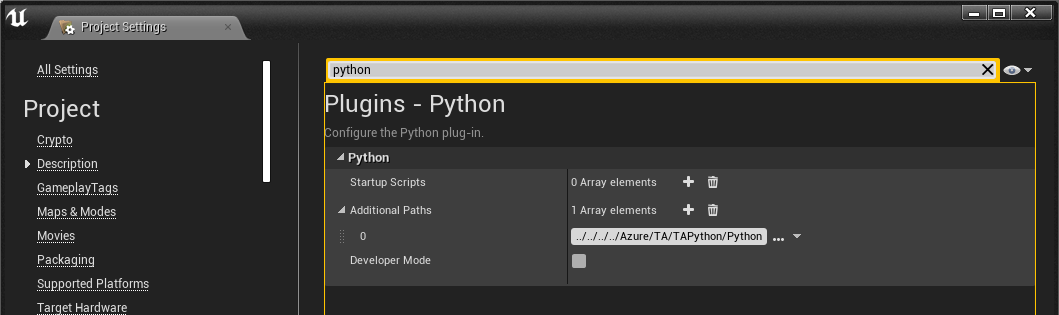 Project Settings
All Settings
Project
Crypto
Description
GameplayTags
Maps & Modes
Movies
Packaging
Supported Platforms
Target Hardware
python
Plugins - Python
Configure the Python plug-in.
Python
Startup Scripts 0 Array elements
Additional Paths 1 Array elements
0 ../../../../Azure/TA/TAPython/Python ...
Developer Mode